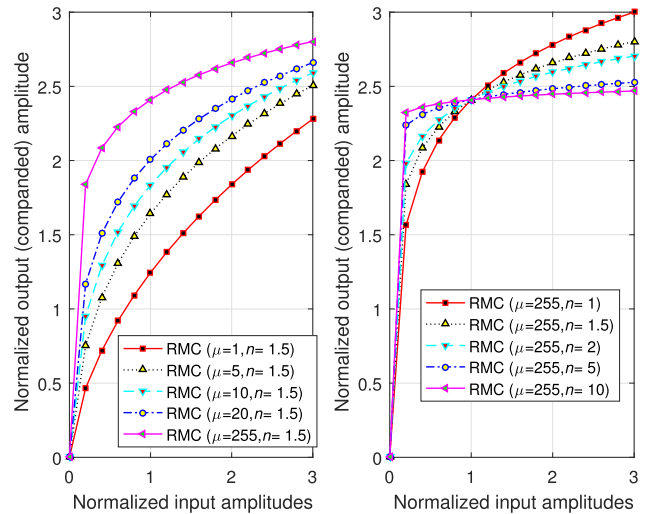 Normalized output (companded) amplitude
3
2.5
2
1.5
1
0.5
0
RMC (μ=1,n= 1.5)
RMC (μ=5,n= 1.5)
RMC (μ=10,n= 1.5)
RMC (μ=20,n= 1.5)
RMC (μ=255,n= 1.5)
0 1 2 3
Normalized input amplitudes
Normalized output (companded) amplitude
3
2.5
2
1.5
1
0.5
0
RMC (μ=255,n= 1)
RMC (μ=255,n= 1.5)
RMC (μ=255,n= 2)
RMC (μ=255,n= 5)
RMC (μ=255,n= 10)
0 1 2 3
Normalized input amplitudes